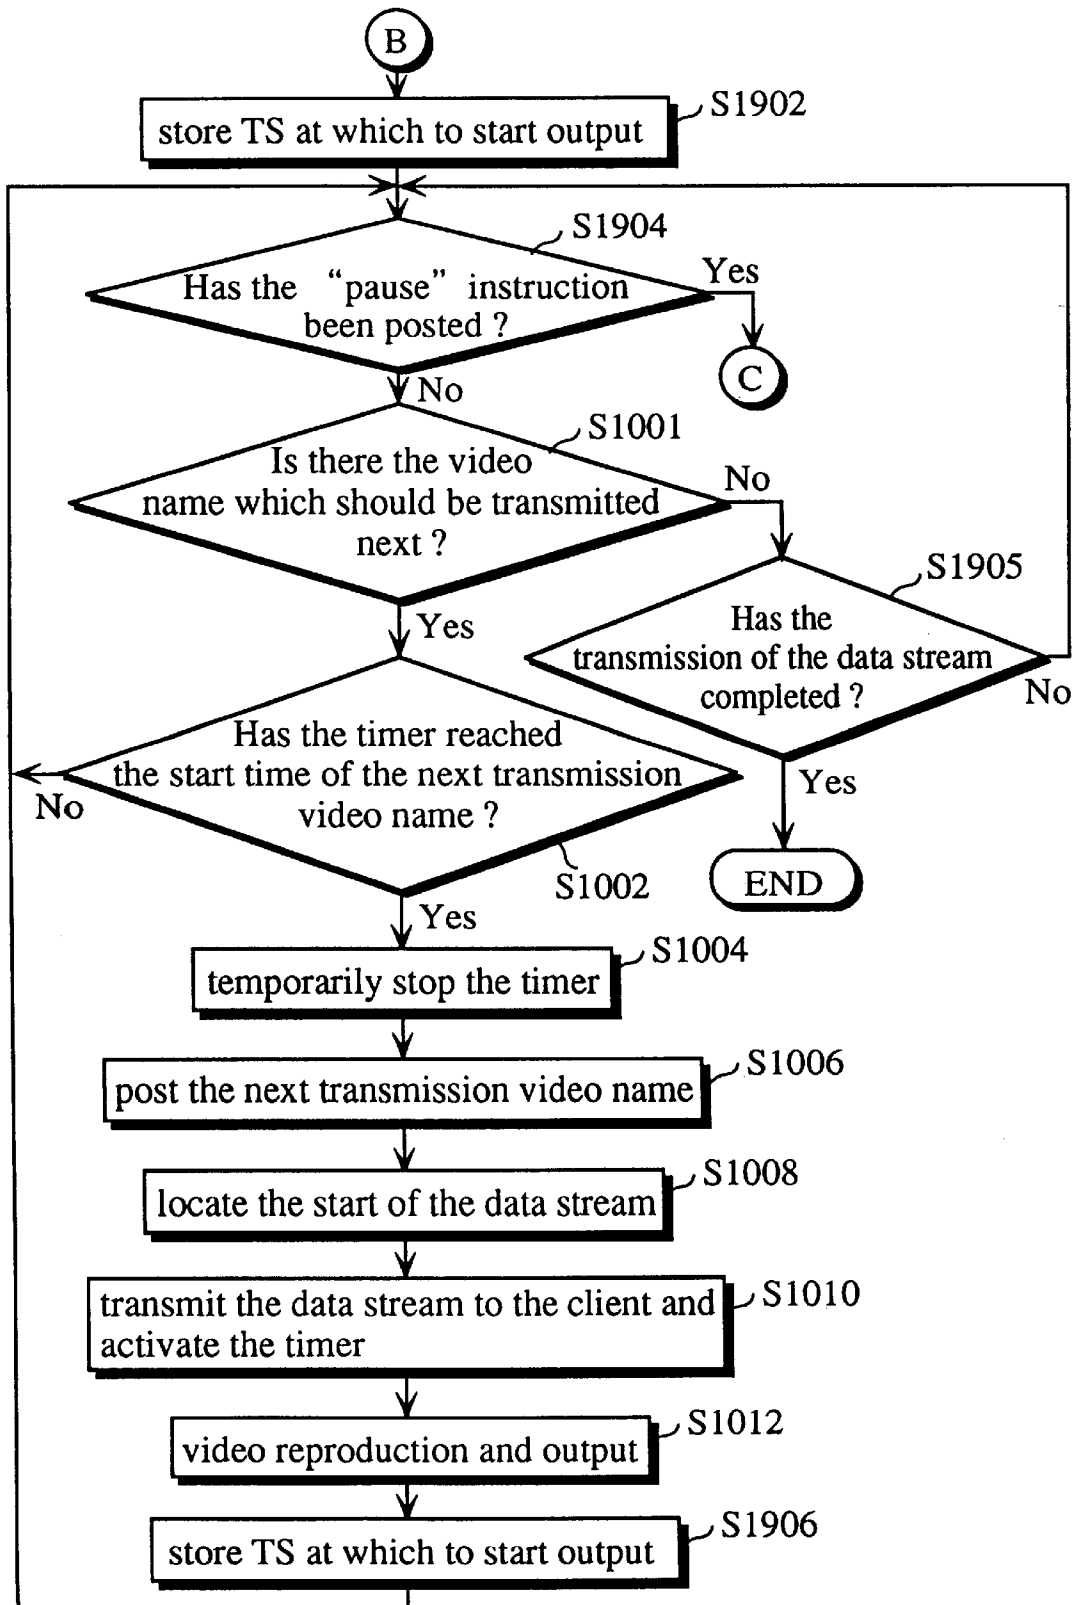 B
S1902
store TS at which to start output
S1904
Has the “pause” instruction
been posted ?
Yes
C
No
S1001
Is there the video
name which should be transmitted
next ?
No
Yes
S1905
Has the
transmission of the data stream
completed ?
No
Yes
END
Has the timer reached
the start time of the next transmission
video name ?
No
S1002
Yes
S1004
temporarily stop the timer
S1006
post the next transmission video name
S1008
locate the start of the data stream
S1010
transmit the data stream to the client and
activate the timer
S1012
video reproduction and output
S1906
store TS at which to start output